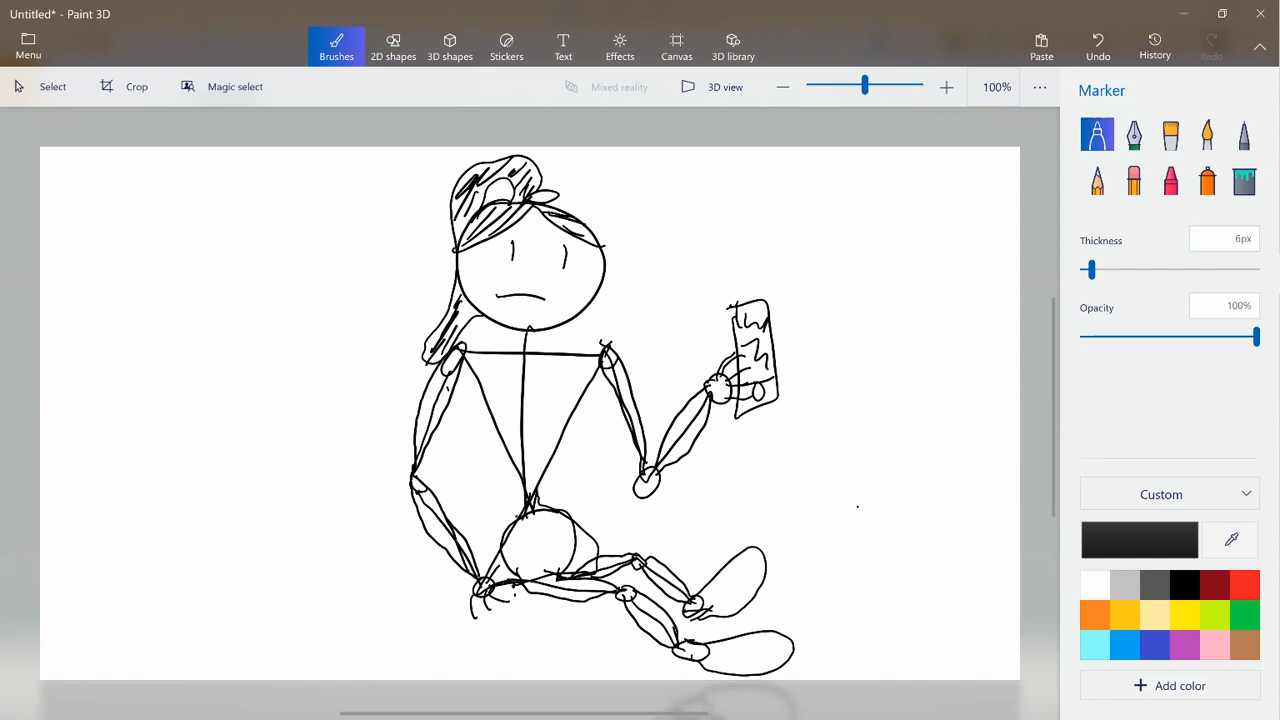 Untitled* - Paint 3D
Menu
Brushes
2D shapes
3D shapes
Stickers
Text
Effects
Canvas
3D library
Paste
Undo
History
Redo
Select
Crop
Magic select
Mixed reality
3D view
100%
Marker
Thickness
6px
Opacity
100%
Custom
Add color